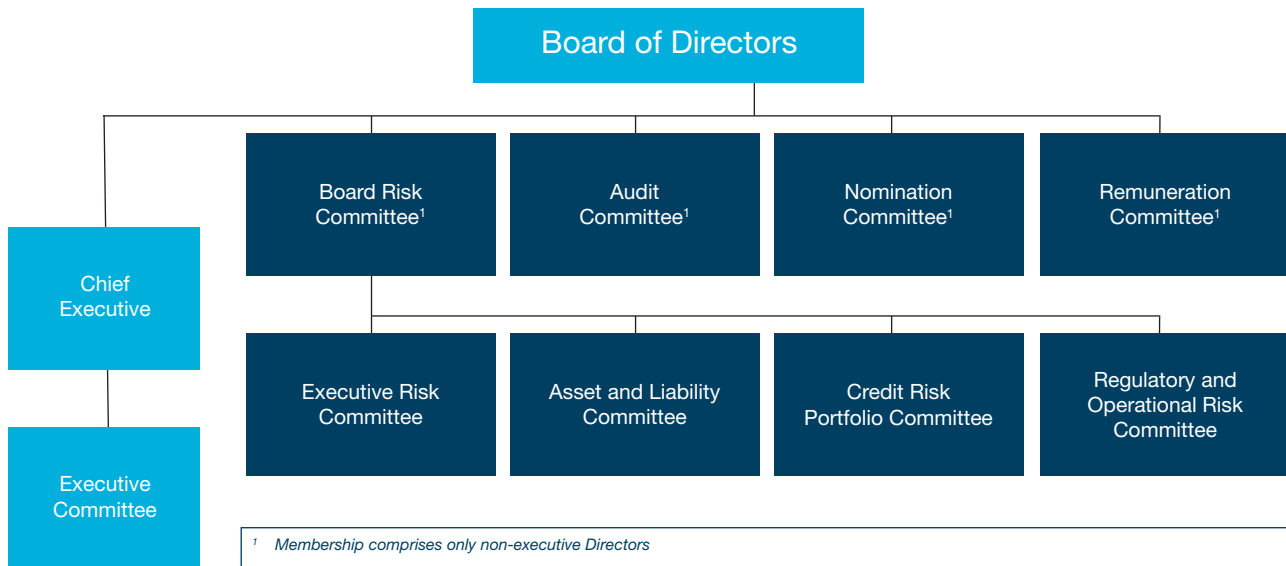 Board of Directors
Board Risk
Committee¹
Audit
Committee¹
Nomination
Committee¹
Remuneration
Committee¹
Chief
Executive
Executive Risk
Committee
Asset and Liability
Committee
Credit Risk
Portfolio Committee
Regulatory and
Operational Risk
Committee
Executive
Committee
¹ Membership comprises only non-executive Directors